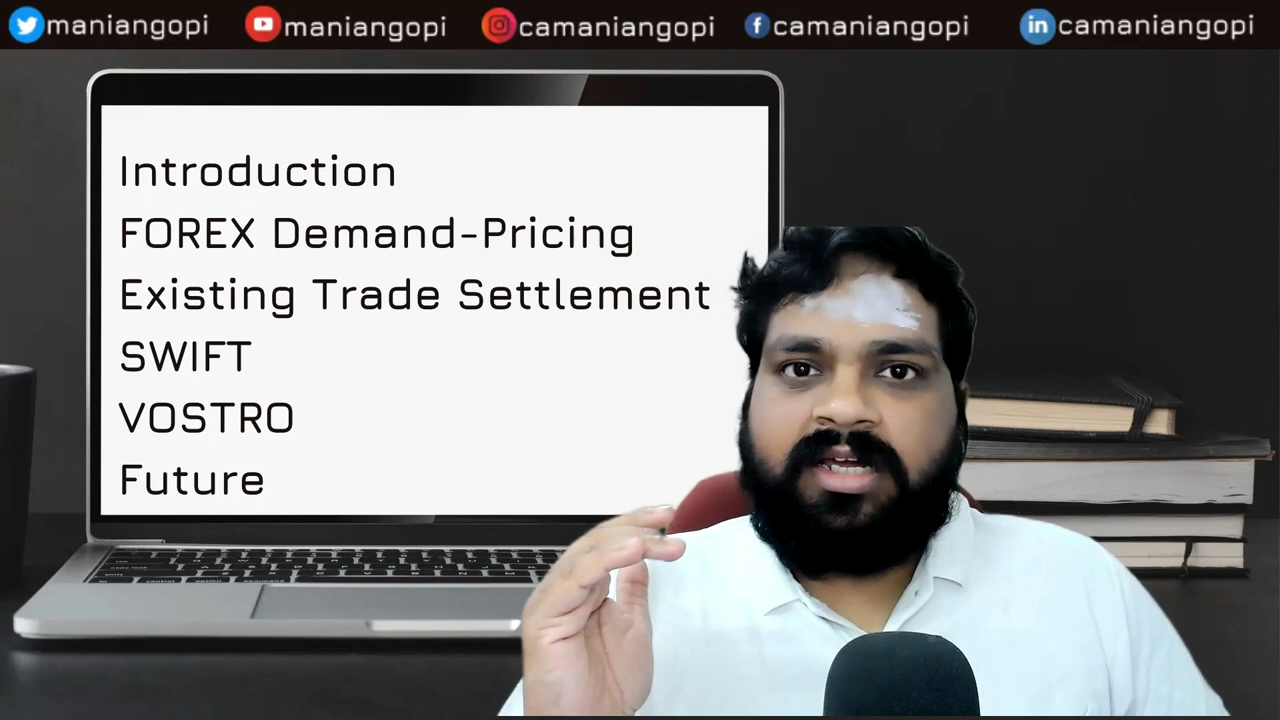 maniangopi
maniangopi
camaniangopi
camaniangopi
camaniangopi
Introduction
FOREX Demand-Pricing
Existing Trade Settlement
SWIFT
VOSTRO
Future